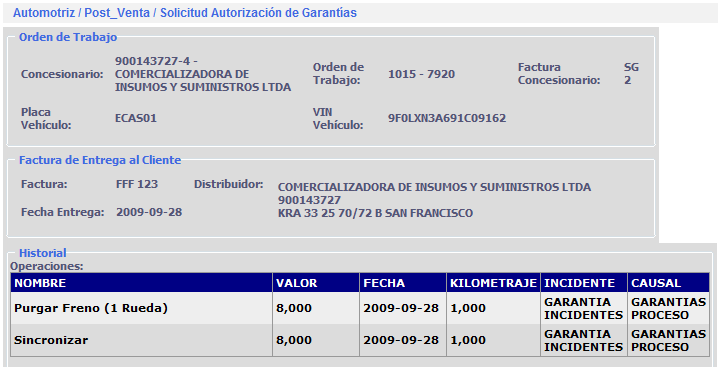 Automotriz / Post_Venta / Solicitud Autorización de Garantías
Orden de Trabajo
Concesionario: 900143727-4 - COMERCIALIZADORA DE INSUMOS Y SUMINISTROS LTDA Orden de Trabajo: 1015 - 7920 Factura Concesionario: SG 2
Placa Vehículo: ECAS01 VIN Vehículo: 9F0LXN3A691C09162
Factura de Entrega al Cliente
Factura: FFF 123 Distribuidor: COMERCIALIZADORA DE INSUMOS Y SUMINISTROS LTDA
900143727
Fecha Entrega: 2009-09-28 KRA 33 25 70/72 B SAN FRANCISCO
Historial
Operaciones:
NOMBRE VALOR FECHA KILOMETRAJE INCIDENTE CAUSAL
Purgar Freno (1 Rueda) 8,000 2009-09-28 1,000 GARANTIA INCIDENTES GARANTIAS PROCESO
Sincronizar 8,000 2009-09-28 1,000 GARANTIA INCIDENTES GARANTIAS PROCESO